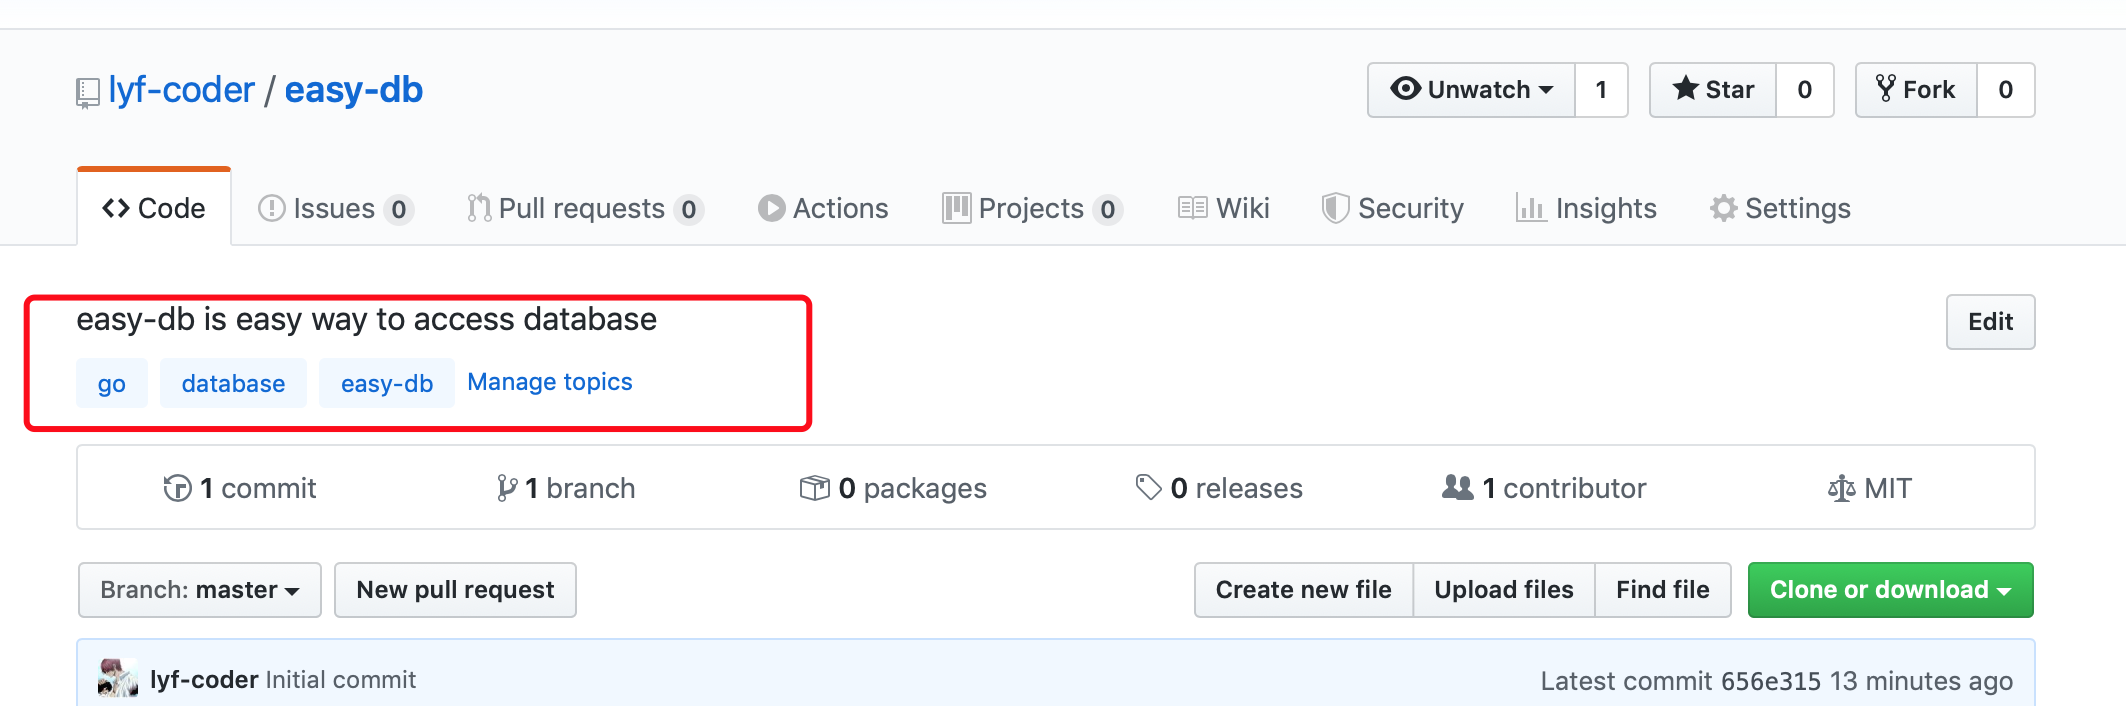 lyf-coder / easy-db
Unwatch 1 Star 0 Fork 0
Code Issues 0 Pull requests 0 Actions Projects 0 Wiki Security Insights Settings
easy-db is easy way to access database
Edit
go database easy-db Manage topics
1 commit 1 branch 0 packages 0 releases 1 contributor MIT
Branch: master New pull request Create new file Upload files Find file Clone or download
lyf-coder Initial commit Latest commit 656e315 13 minutes ago